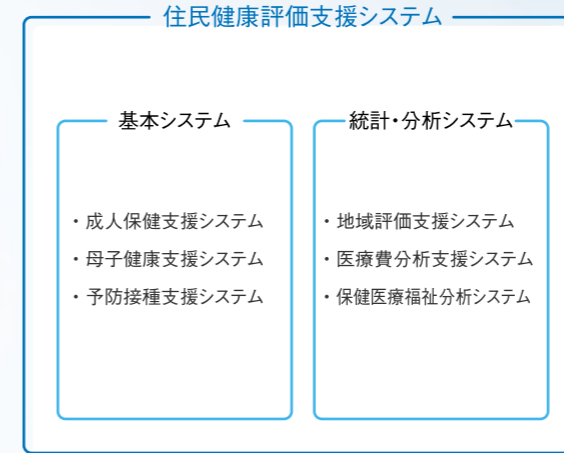 住民健康評価支援システム
基本システム
・成人保健支援システム
・母子健康支援システム
・予防接種支援システム
統計・分析システム
・地域評価支援システム
・医療費分析支援システム
・保健医療福祉分析システム